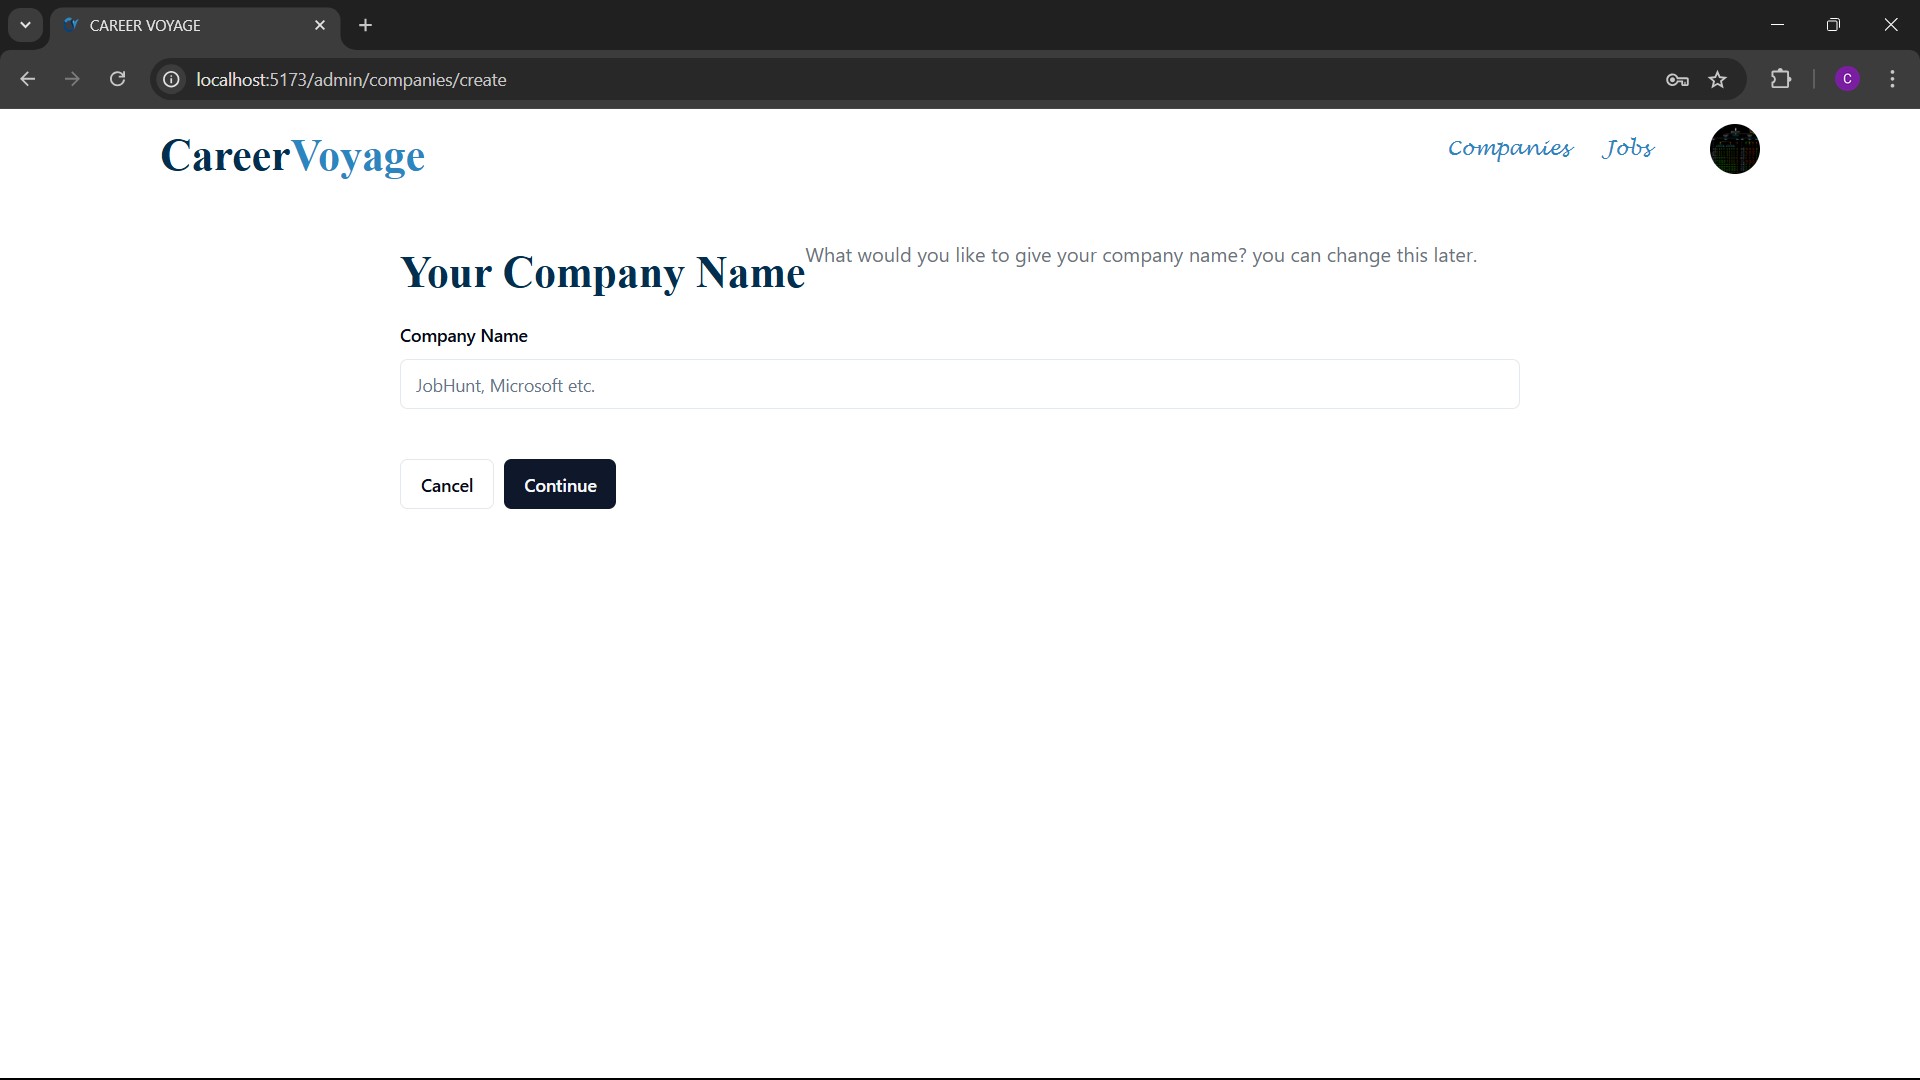 CAREER VOYAGE
localhost:5173/admin/companies/create
C
CareerVoyage
Companies Jobs
Your Company Name
What would you like to give your company name? you can change this later.
Company Name
JobHunt, Microsoft etc.
Cancel Continue